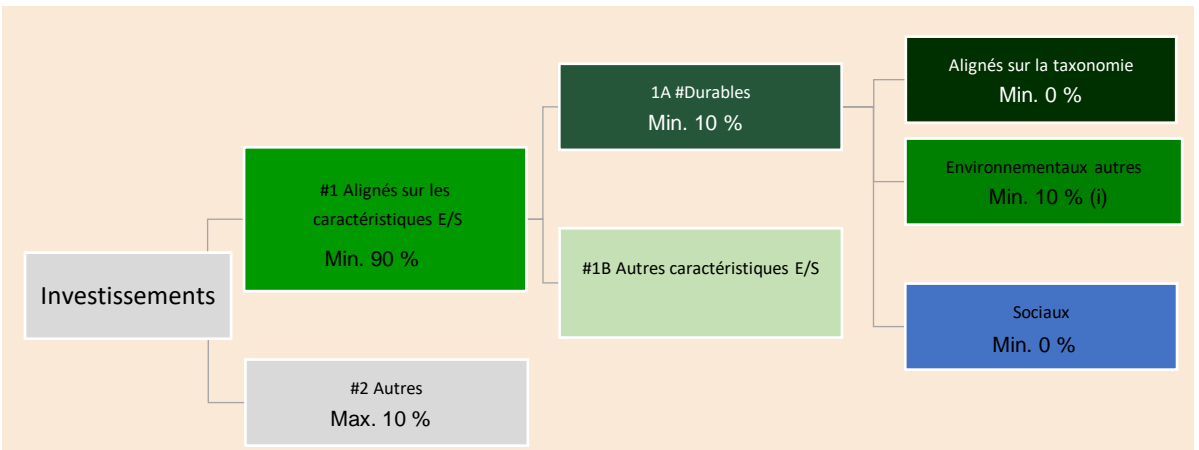 Investissements
#1 Alignés sur les
caractéristiques E/S
Min. 90 %
#2 Autres
Max. 10 %
1A #Durables
Min. 10 %
#1B Autres caractéristiques E/S
Alignés sur la taxonomie
Min. 0 %
Environnementaux autres
Min. 10 % (i)
Sociaux
Min. 0 %